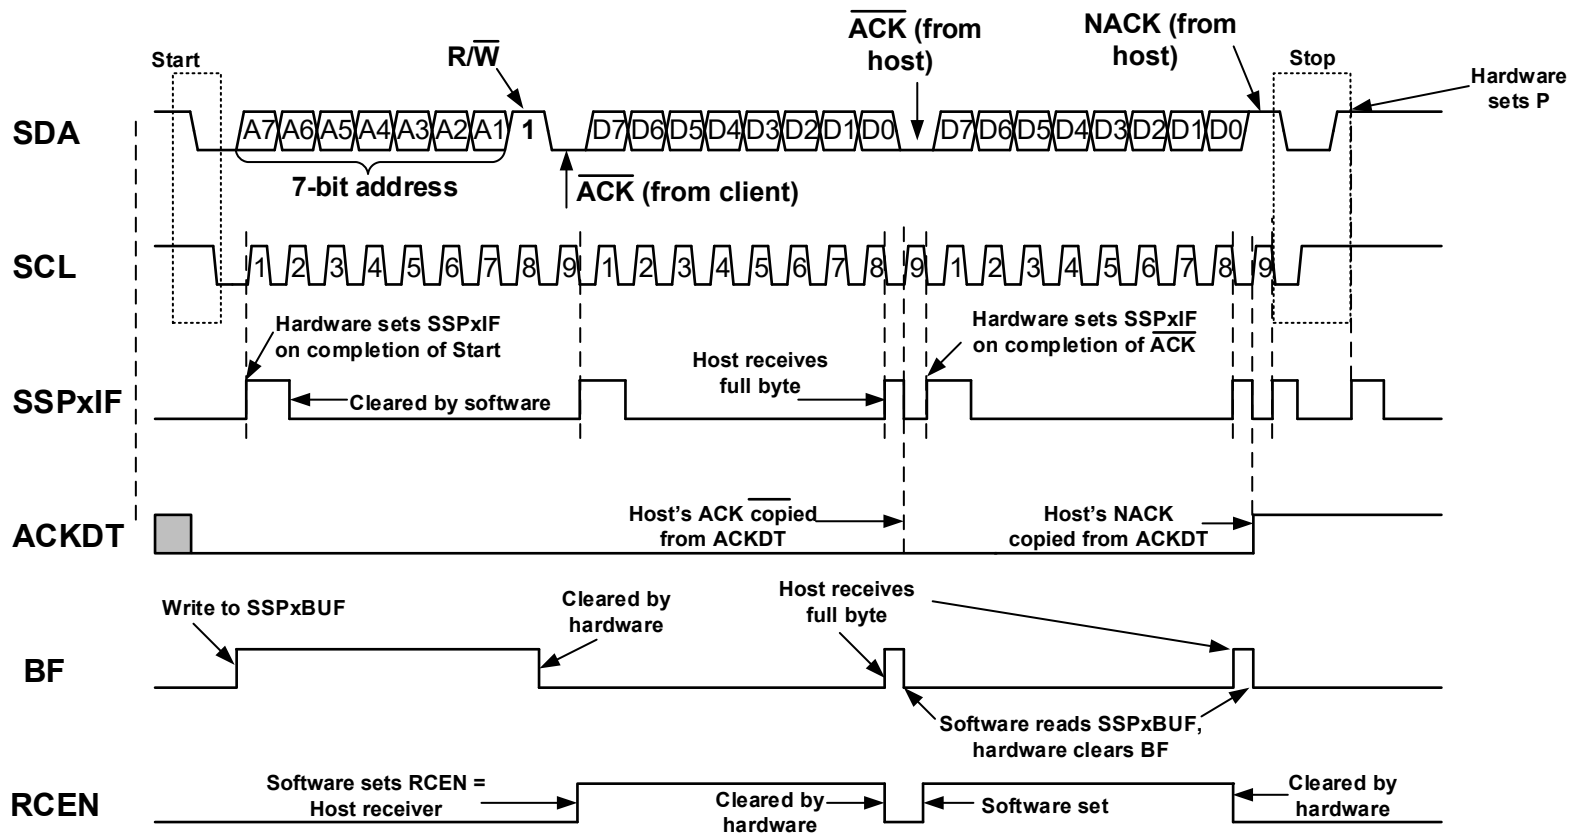 ACK (from
host)
NACK (from
host)
Start
R/W
Stop
Hardware
sets P
SDA
A7 A6 A5 A4 A3 A2 A1 1 D7 D6 D5 D4 D3 D2 D1 D0 D7 D6 D5 D4 D3 D2 D1 D0
7-bit address
ACK (from client)
SCL
1 2 3 4 5 6 7 8 9 1 2 3 4 5 6 7 8 9 1 2 3 4 5 6 7 8 9
Hardware sets SSPxIF
on completion of Start
Hardware sets SSPxIF
on completion of ACK
Host receives
full byte
SSPxIF
Cleared by software
Host's ACK copied
from ACKDT
Host's NACK
copied from ACKDT
ACKDT
Write to SSPxBUF
Cleared by
hardware
Host receives
full byte
BF
Software reads SSPxBUF,
hardware clears BF
RCEN
Software sets RCEN =
Host receiver
Cleared by
hardware
Software set
Cleared by
hardware